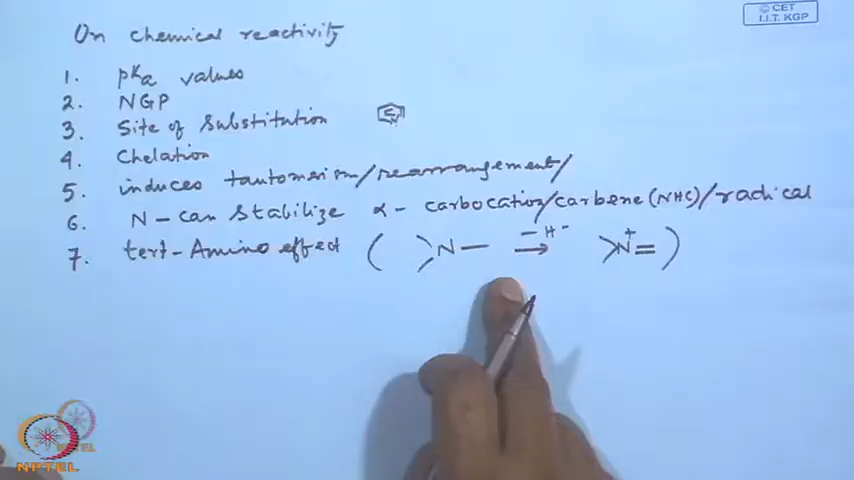 © CET
I.I.T. KGP
On chemical reactivity
1. pKa values
2. NGP
3. Site of Substitution
4. Chelation
5. induces tautomerism/rearrangement/
6. N-can stabilize α-carbocation/carbene (NHC)/radical
7. tert-Amino effect ( >N— -H⁻ → >N⁺= )
NPTEL